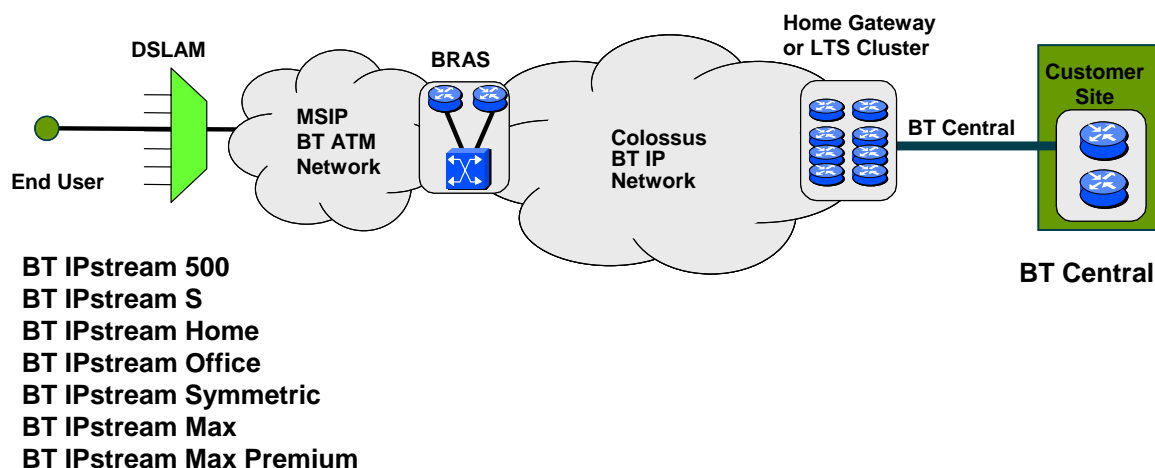 DSLAM
End User
MSIP
BT ATM
Network
BRAS
Colossus
BT IP
Network
Home Gateway
or LTS Cluster
BT Central
Customer
Site
BT Central
BT IPstream 500
BT IPstream S
BT IPstream Home
BT IPstream Office
BT IPstream Symmetric
BT IPstream Max
BT IPstream Max Premium